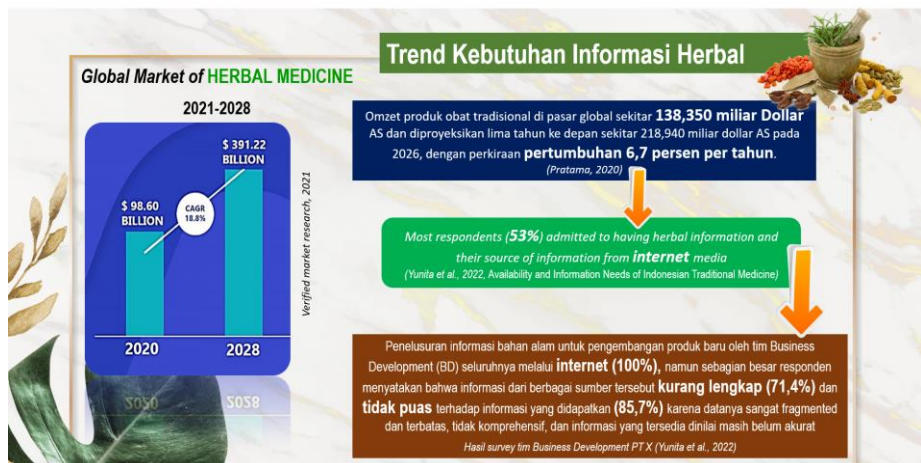 Trend Kebutuhan Informasi Herbal
Global Market of HERBAL MEDICINE
2021-2028
$ 391.22
BILLION
$ 98.60
BILLION
CAGR
18.8%
2020
2028
Verified market research, 2021
Omzet produk obat tradisional di pasar global sekitar 138,350 miliar Dollar
AS dan diproyeksikan lima tahun ke depan sekitar 218,940 miliar dollar AS pada
2026, dengan perkiraan pertumbuhan 6,7 persen per tahun.
(Pratama, 2020)
Most respondents (53%) admitted to having herbal information and
their source of information from internet media
(Yunita et al., 2022, Availability and Information Needs of Indonesian Traditional Medicine)
Penelusuran informasi bahan alam untuk pengembangan produk baru oleh tim Business
Development (BD) seluruhnya melalui internet (100%), namun sebagian besar responden
menyatakan bahwa informasi dari berbagai sumber tersebut kurang lengkap (71,4%) dan
tidak puas terhadap informasi yang didapatkan (85,7%) karena datanya sangat fragmented
dan terbatas, tidak komprehensif, dan informasi yang tersedia dinilai masih belum akurat
Hasil survey tim Business Development PT X (Yunita et al., 2022)